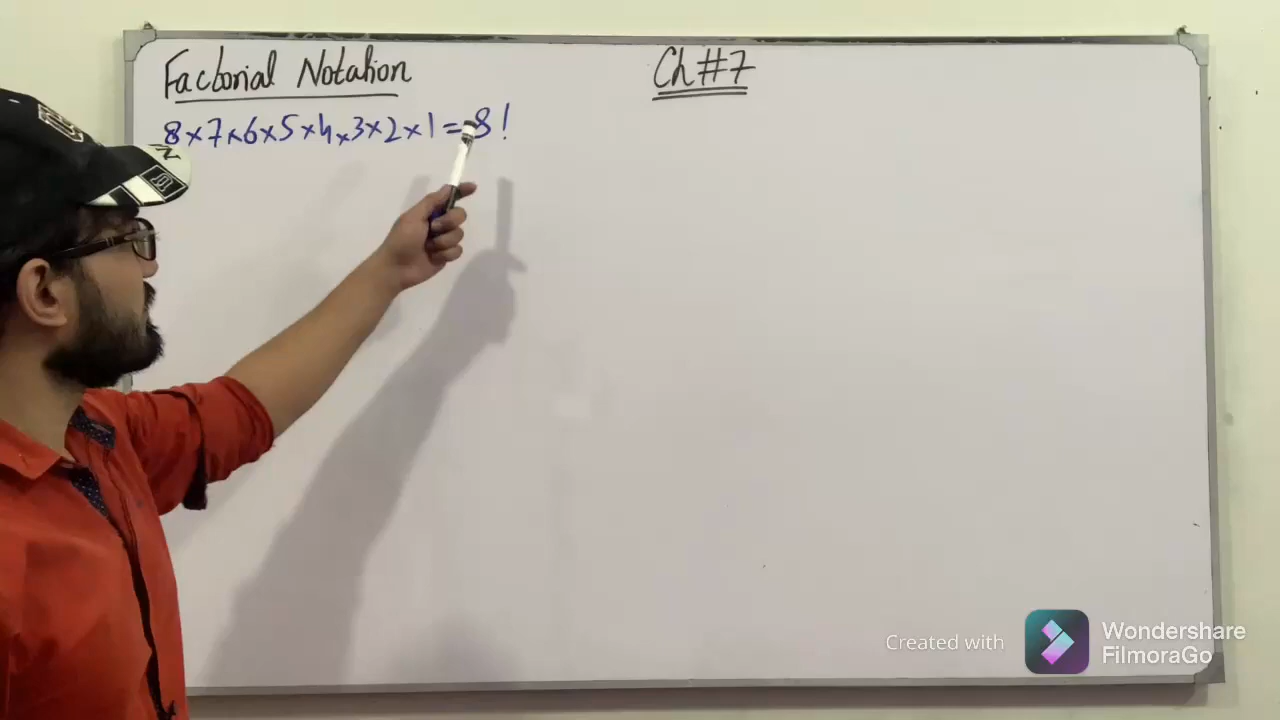 Factorial Notation
Ch #7
8×7×6×5×4×3×2×1=8!
Created with
Wondershare
FilmoraGo